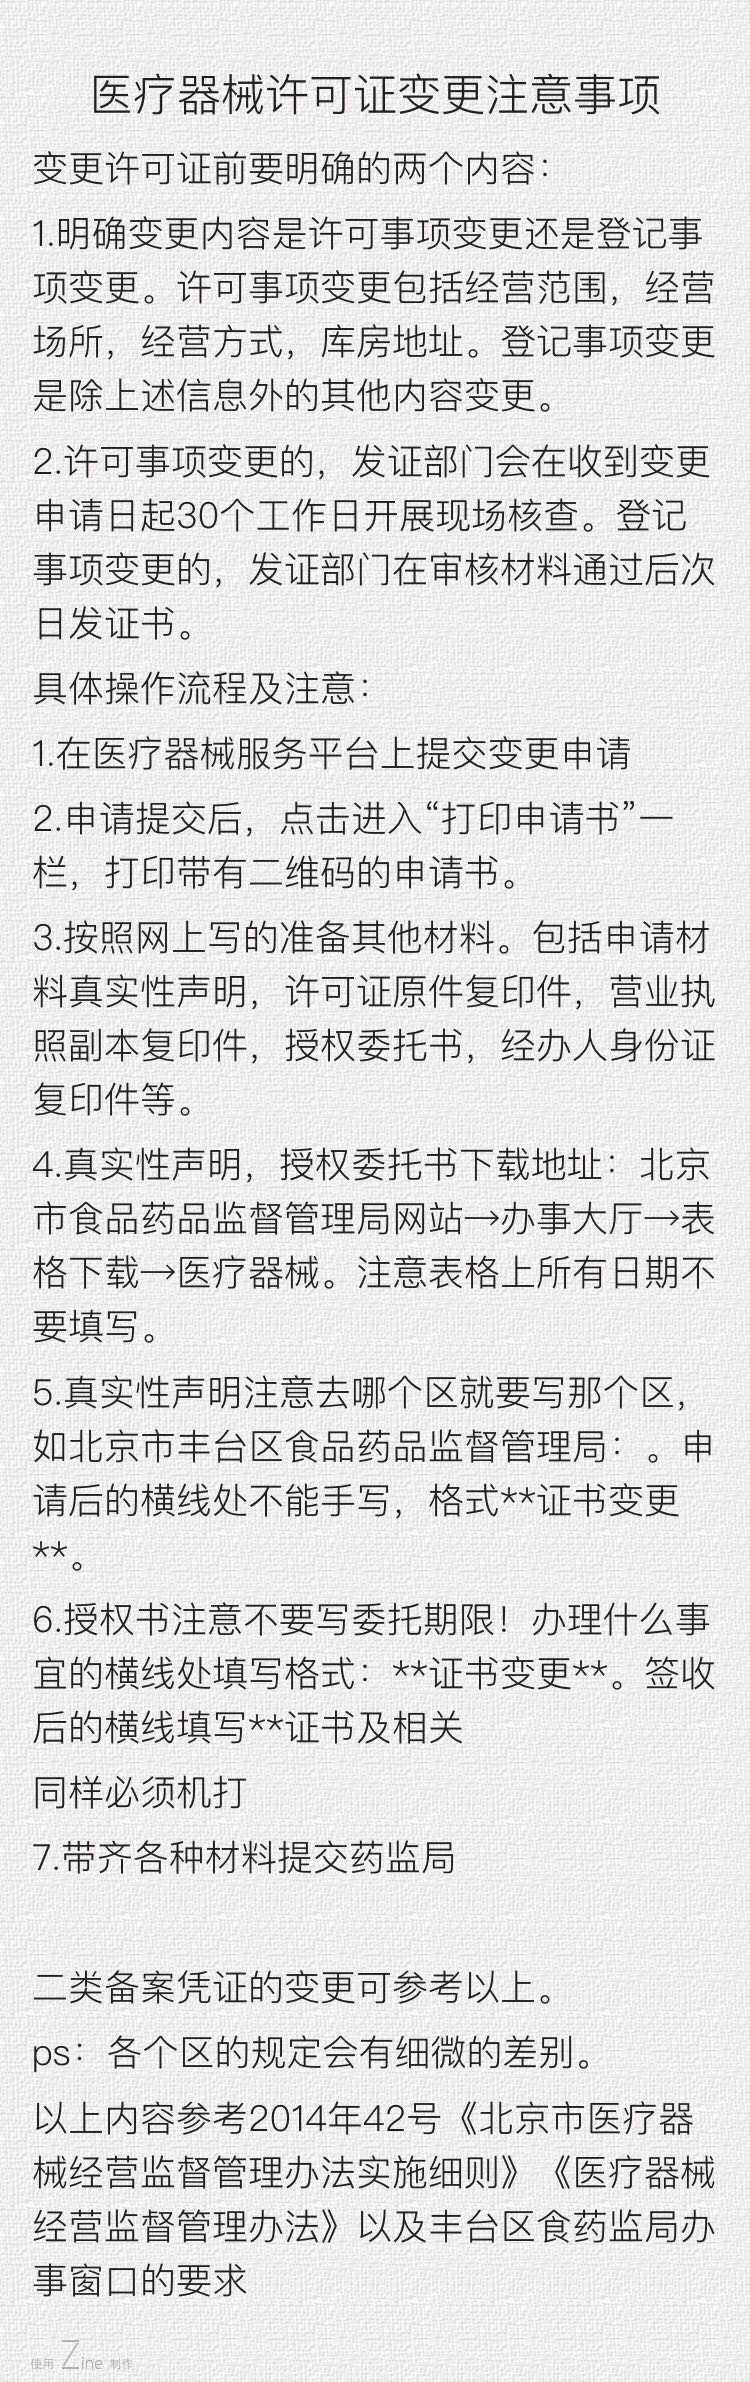 医疗器械许可证变更注意事项
变更许可证前要明确的两个内容：
1.明确变更内容是许可事项变更还是登记事
项变更。许可事项变更包括经营范围，经营
场所，经营方式，库房地址。登记事项变更
是除上述信息外的其他内容变更。
2.许可事项变更的，发证部门会在收到变更
申请日起30个工作日开展现场核查。登记
事项变更的，发证部门在审核材料通过后次
日发证书。
具体操作流程及注意：
1.在医疗器械服务平台上提交变更申请
2.申请提交后，点击进入“打印申请书”一
栏，打印带有二维码的申请书。
3.按照网上写的准备其他材料。包括申请材
料真实性声明，许可证原件复印件，营业执
照副本复印件，授权委托书，经办人身份证
复印件等。
4.真实性声明，授权委托书下载地址：北京
市食品药品监督管理局网站→办事大厅→表
格下载→医疗器械。注意表格上所有日期不
要填写。
5.真实性声明注意去哪个区就要写那个区，
如北京市丰台区食品药品监督管理局：。申
请后的横线处不能手写，格式**证书变更
**。
6.授权书注意不要写委托期限！办理什么事
宜的横线处填写格式：**证书变更**。签收
后的横线填写**证书及相关
同样必须机打
7.带齐各种材料提交药监局
二类备案凭证的变更可参考以上。
ps：各个区的规定会有细微的差别。
以上内容参考2014年42号《北京市医疗器
械经营监督管理办法实施细则》《医疗器械
经营监督管理办法》以及丰台区食药监局办
事窗口的要求
使用 Zine 制作